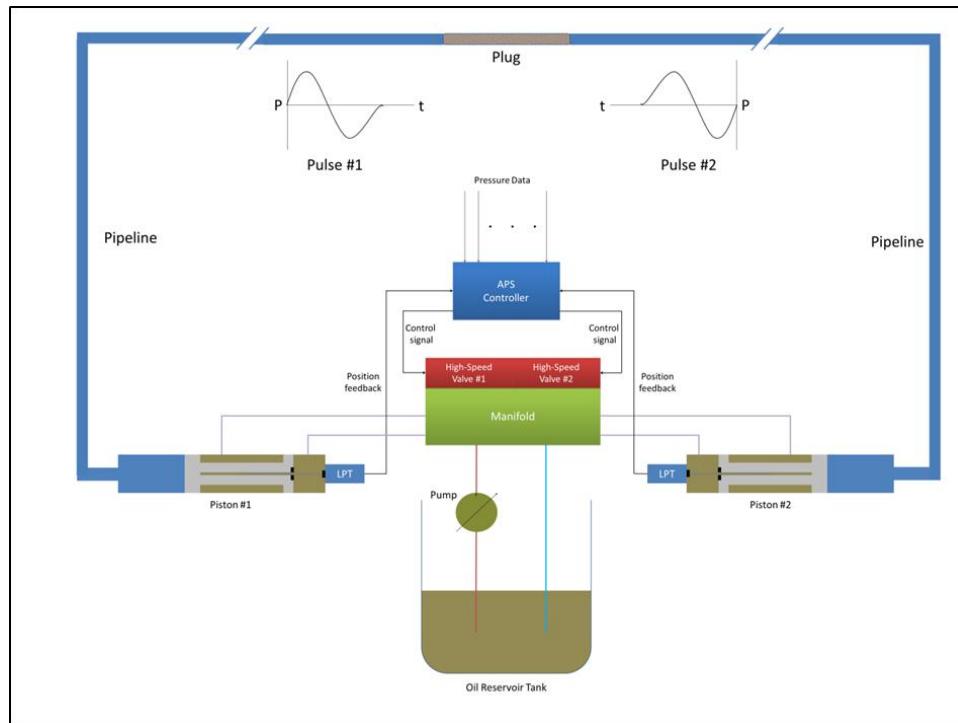 Plug
P
t
t
P
Pulse #1
Pulse #2
Pressure Data
. . .
Pipeline
Pipeline
APS
Controller
Control
signal
Control
signal
High-Speed
Valve #1
High-Speed
Valve #2
Position
feedback
Position
feedback
Manifold
LPT
LPT
Piston #1
Pump
Piston #2
Oil Reservoir Tank